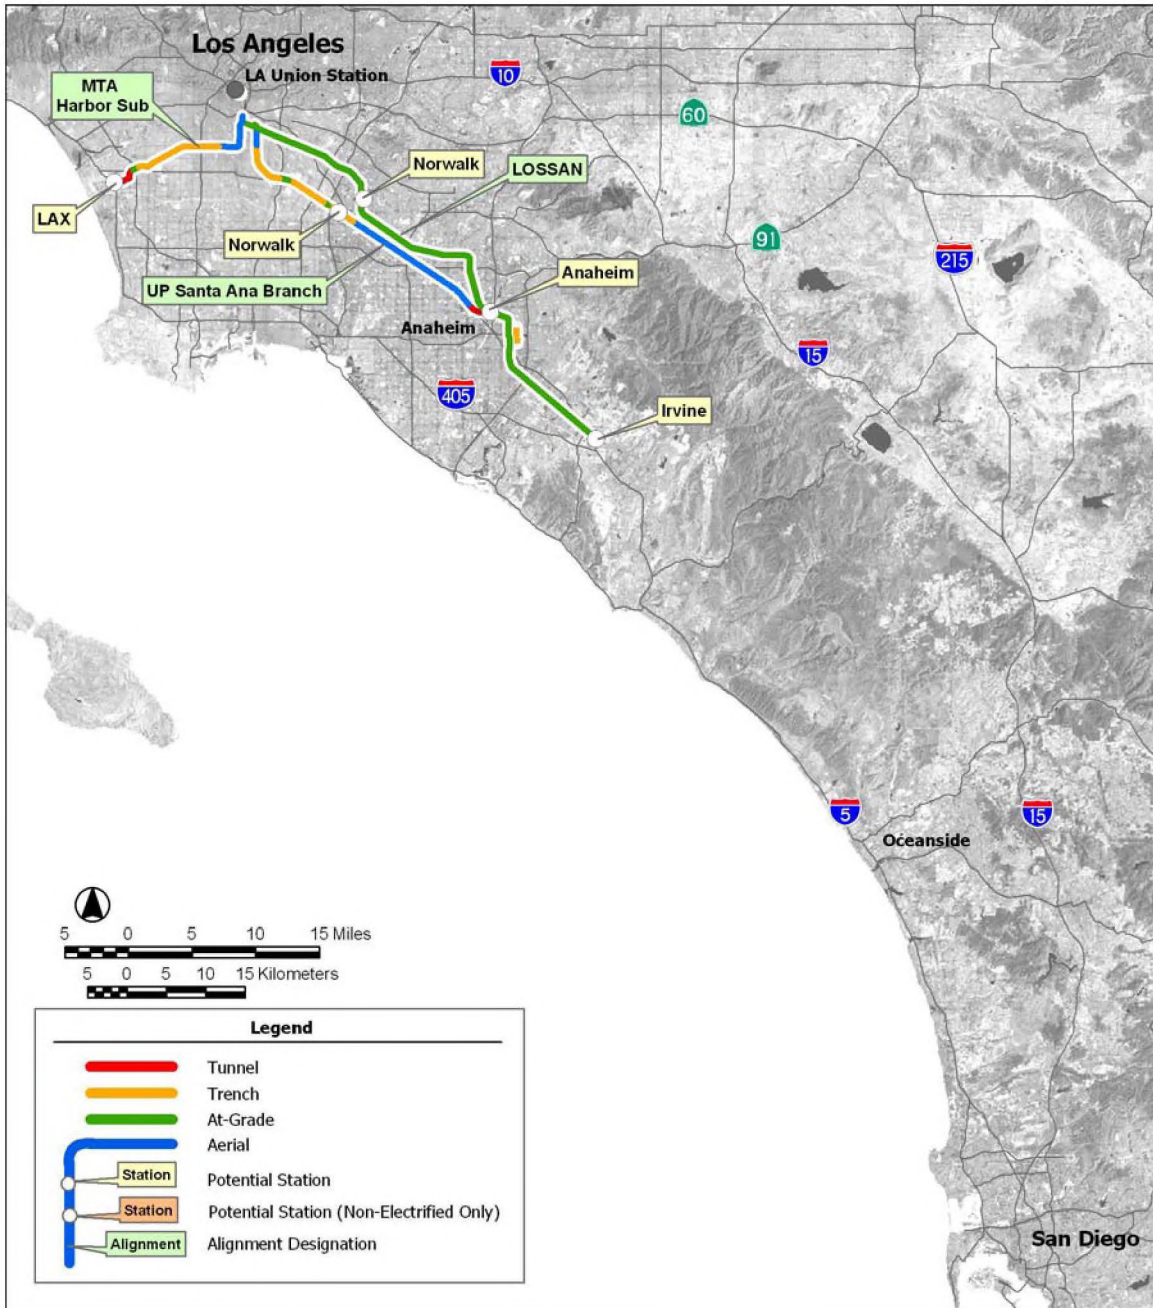 Los Angeles
LA Union Station
MTA
Harbor Sub
10
60
Norwalk
LOSSAN
LAX
Norwalk
91
215
Anaheim
UP Santa Ana Branch
Anaheim
15
405
Irvine
5
15
Oceanside
5 0 5 10 15 Miles
5 0 5 10 15 Kilometers
Legend
Tunnel
Trench
At-Grade
Aerial
Station Potential Station
Station Potential Station (Non-Electrified Only)
Alignment Alignment Designation
San Diego